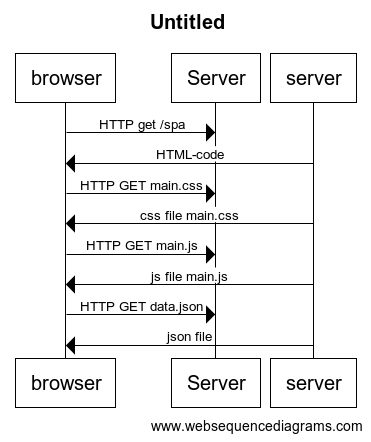 Untitled
browser Server server
HTTP get /spa
HTML-code
HTTP GET main.css
css file main.css
HTTP GET main.js
js file main.js
HTTP GET data.json
json file
browser Server server
www.websequencediagrams.com